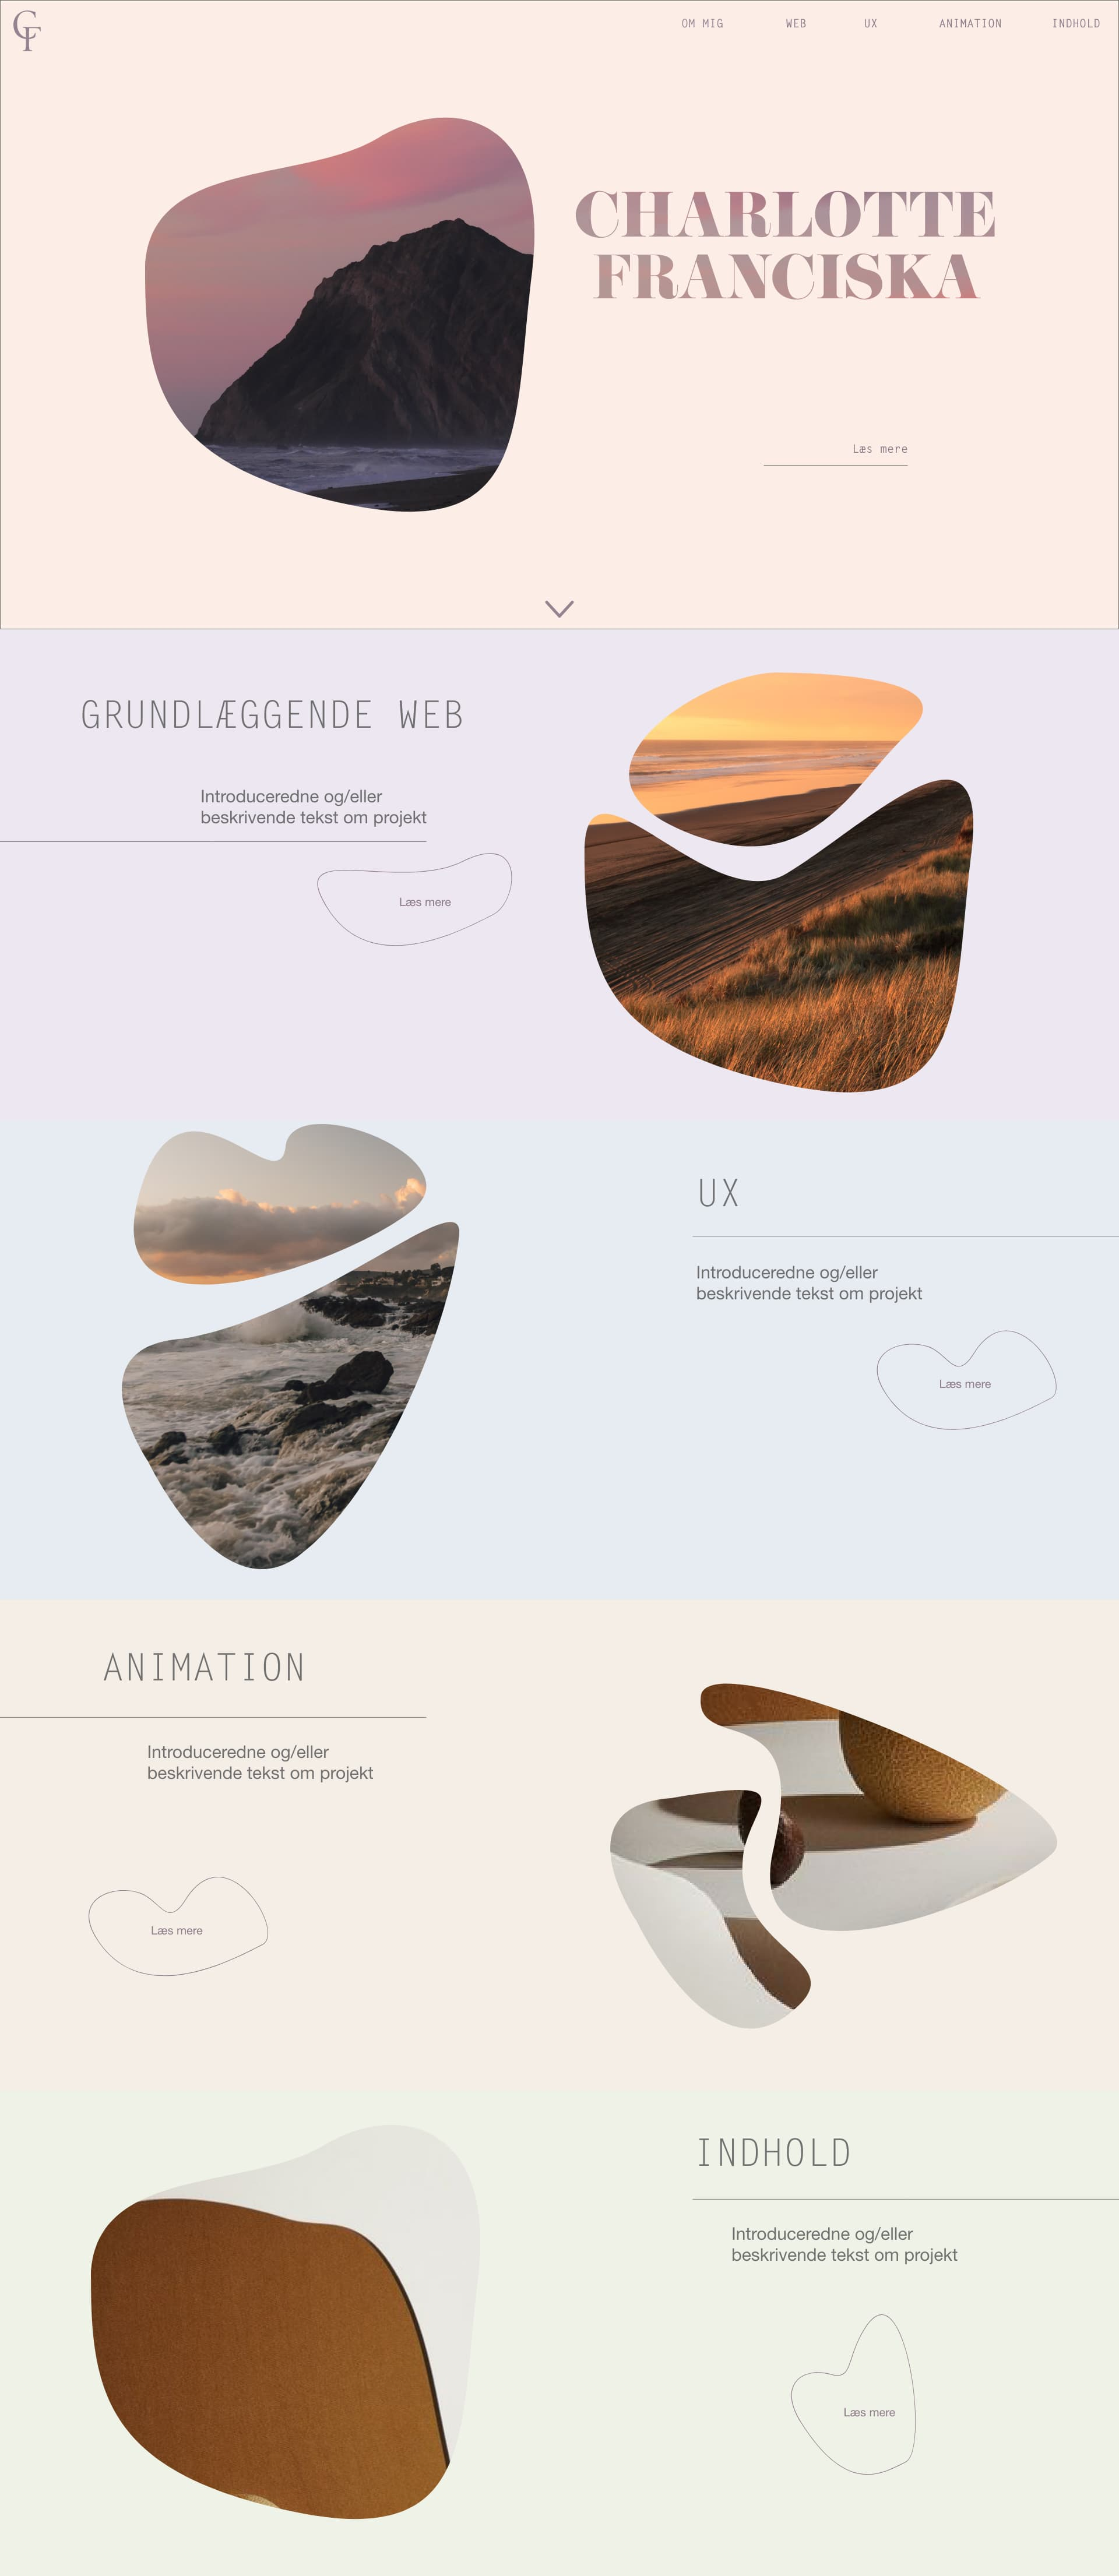 CF
OM MIG WEB UX ANIMATION INDHOLD
CHARLOTTE
FRANCISKA
Læs mere
GRUNDLÆGGENDE WEB
Introduceredne og/eller
beskrivende tekst om projekt
Læs mere
UX
Introduceredne og/eller
beskrivende tekst om projekt
Læs mere
ANIMATION
Introduceredne og/eller
beskrivende tekst om projekt
Læs mere
INDHOLD
Introduceredne og/eller
beskrivende tekst om projekt
Læs mere